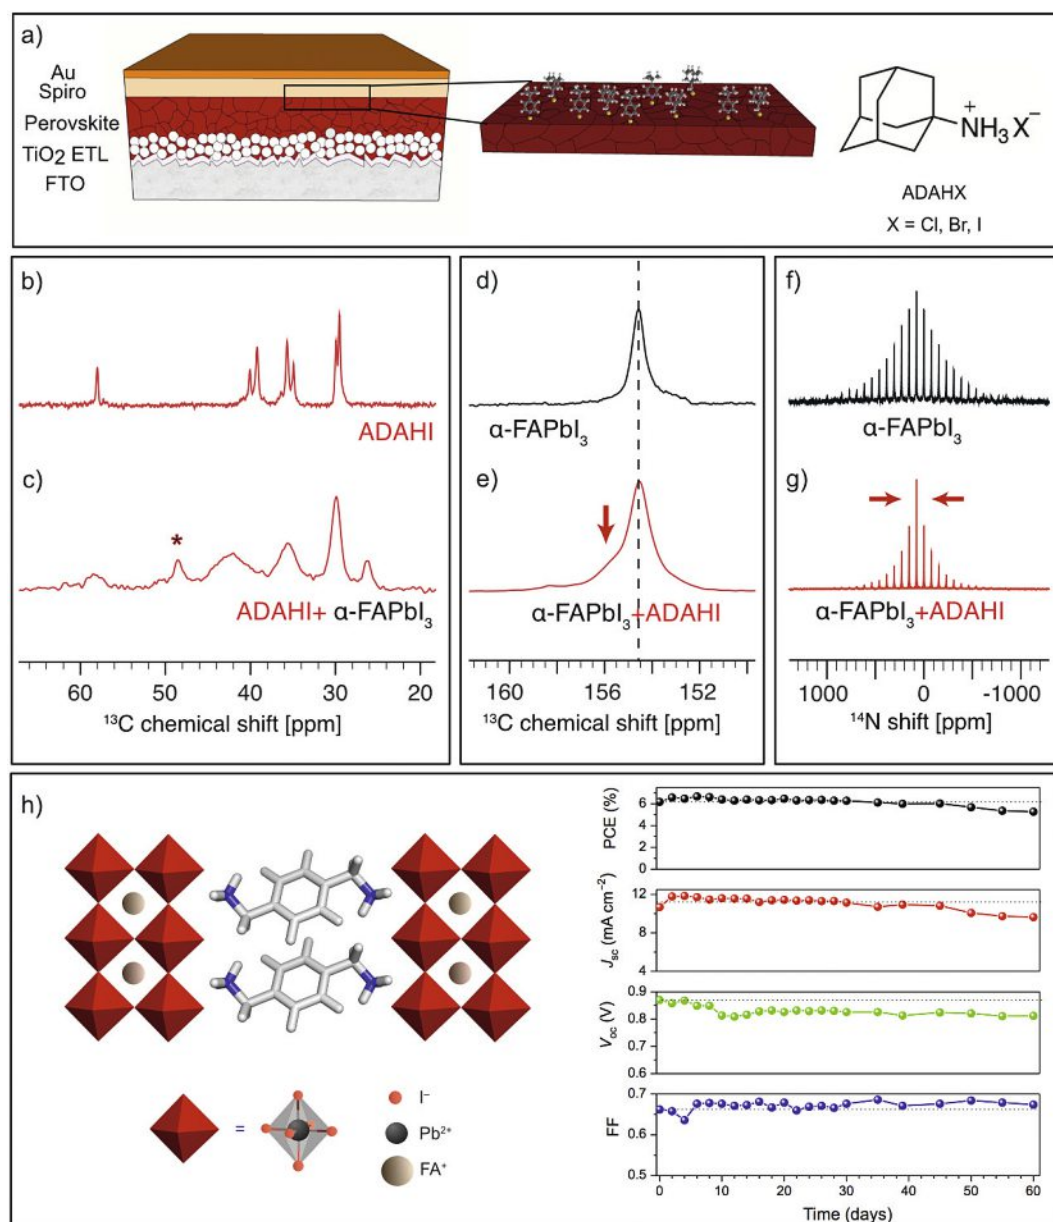 a)
Au
Spiro
Perovskite
TiO2 ETL
FTO
+
NH3X−
ADAHX
X = Cl, Br, I
b)
ADAHI
c)
*
ADAHI+ α-FAPbI3
60 50 40 30 20
13C chemical shift [ppm]
d)
α-FAPbI3
e)
α-FAPbI3+ADAHI
160 156 152
13C chemical shift [ppm]
f)
α-FAPbI3
g)
α-FAPbI3+ADAHI
1000 0 -1000
14N shift [ppm]
h)
=
I−
Pb2+
FA+
PCE (%)
6
4
2
0
Jsc (mA cm−2)
12
8
4
Voc (V)
0.9
0.8
0.7
0.6
FF
0.7
0.6
0.5
0 10 20 30 40 50 60
Time (days)